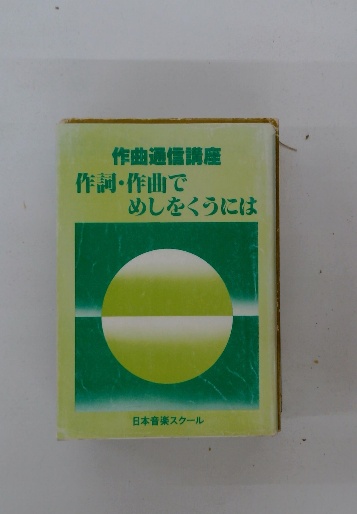 作曲通信講座
作詞・作曲で
めしをくうには
日本音楽スクール